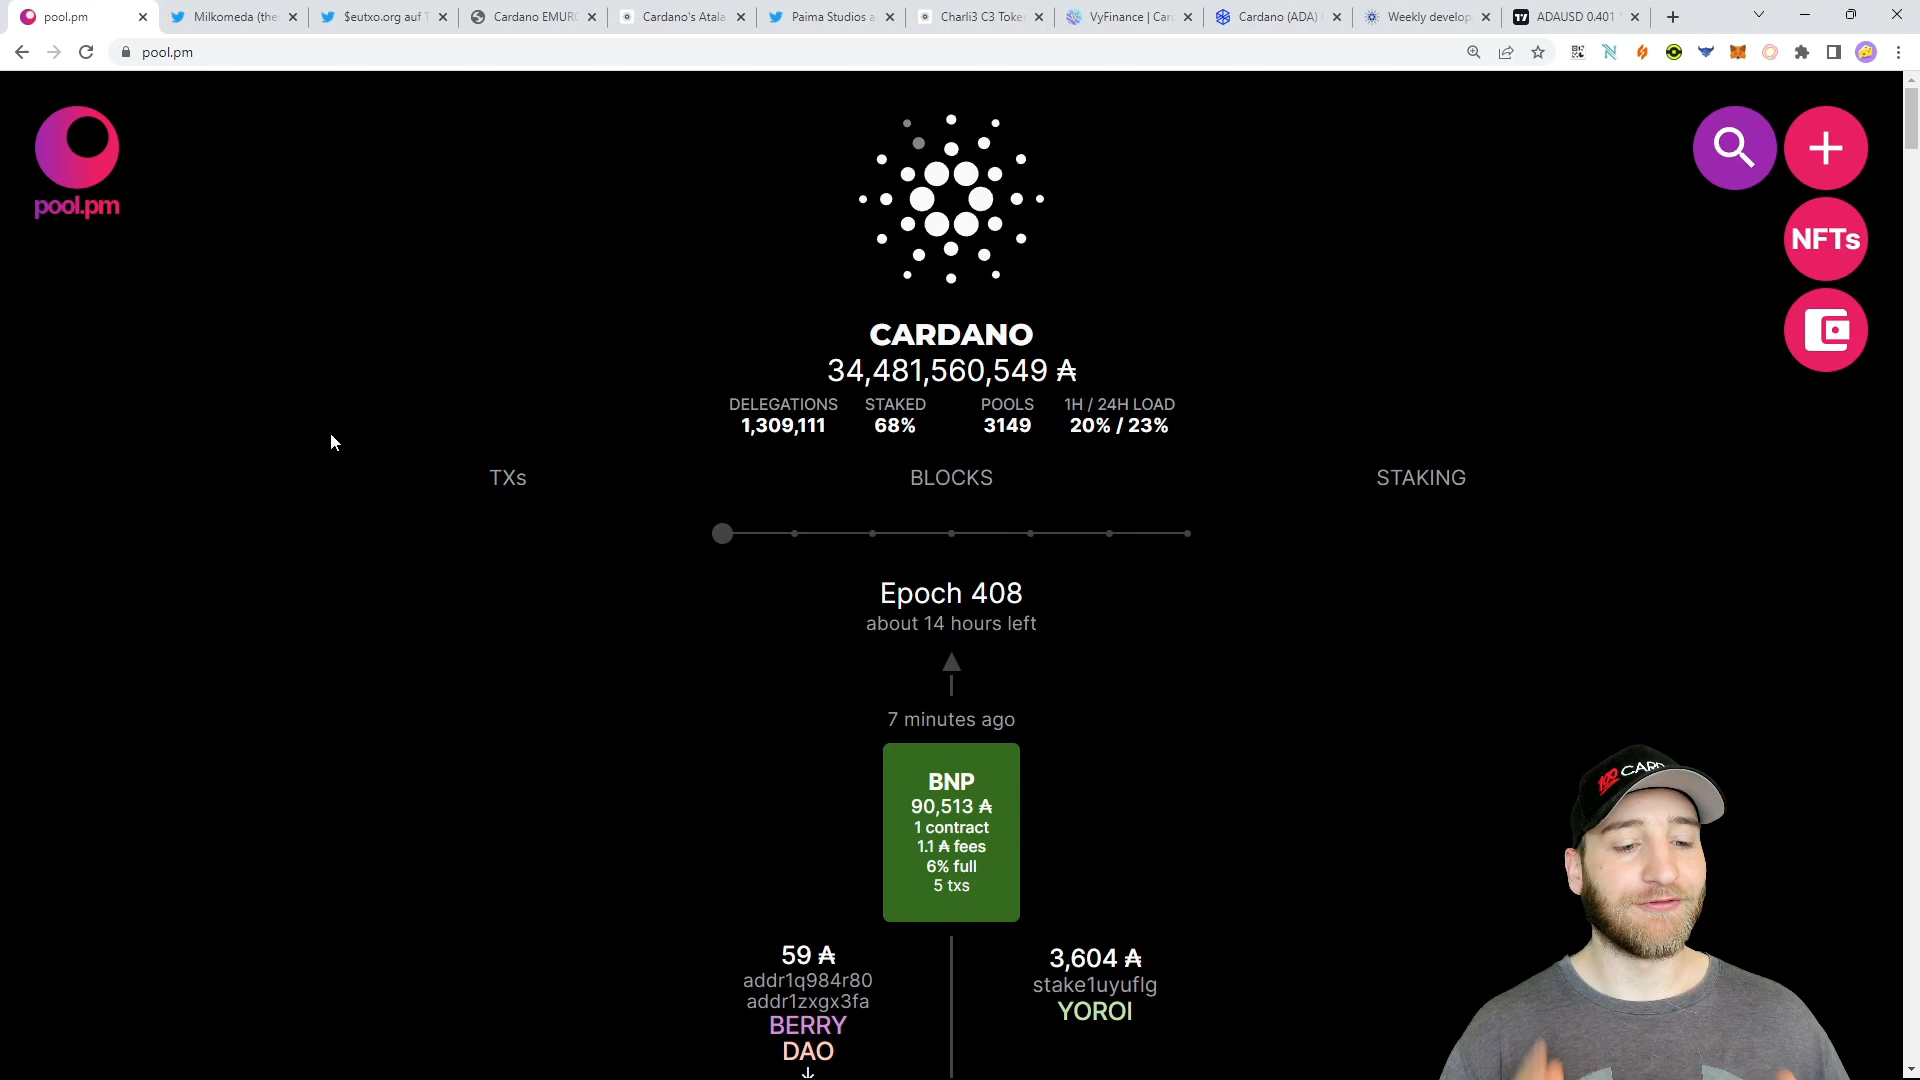 pool.pm
Milkomeda (the
$eutxo.org auf T
Cardano EMURG
Cardano's Atala
Paima Studios a
Charli3 C3 Toke
VyFinance | Car
Cardano (ADA)
Weekly develop
ADAUSD 0.401
pool.pm
pool.pm
NFTs
CARDANO
34,481,560,549 ₳
DELEGATIONS STAKED POOLS 1H / 24H LOAD
1,309,111 68% 3149 20% / 23%
TXs BLOCKS STAKING
Epoch 408
about 14 hours left
7 minutes ago
BNP
90,513 ₳
1 contract
1.1 ₳ fees
6% full
5 txs
59 ₳
addr1q984r80
addr1zxgx3fa
BERRY
DAO
3,604 ₳
stake1uyuflg
YOROI
100 CARD